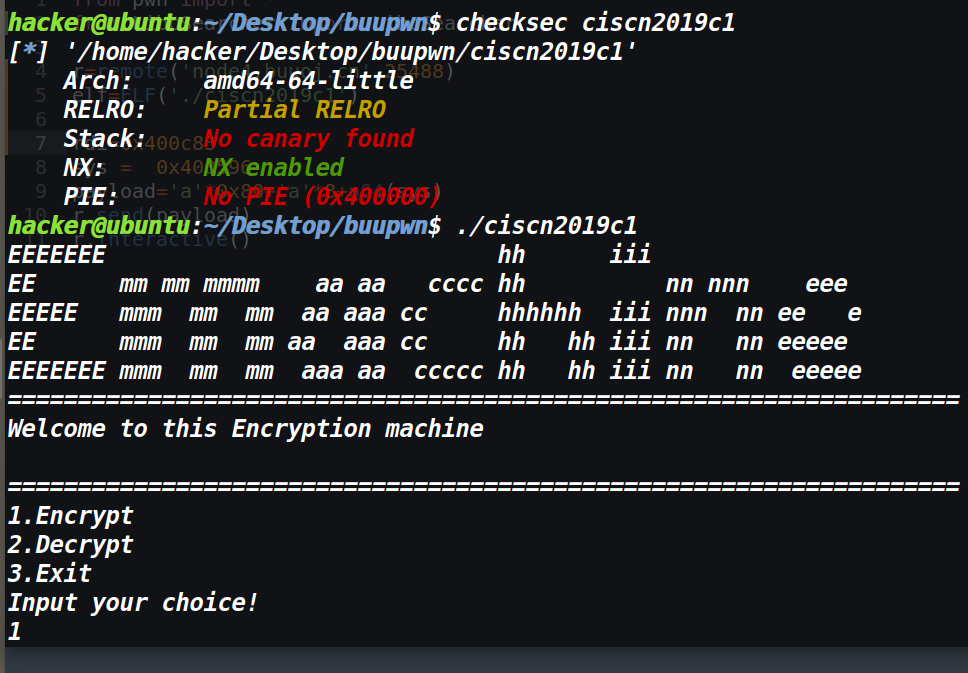 hacker@ubuntu:~/Desktop/buupwn$ checksec ciscn2019c1
[*] '/home/hacker/Desktop/buupwn/ciscn2019c1'
    Arch:     amd64-64-little
    RELRO:    Partial RELRO
    Stack:    No canary found
    NX:       NX enabled
    PIE:      No PIE (0x400000)
hacker@ubuntu:~/Desktop/buupwn$ ./ciscn2019c1
EEEEEEE                            hh      iii
EE      mm mm mmmm    aa aa   cccc hh          nn nnn    eee
EEEEE   mmm  mm  mm  aa aaa cc     hhhhhh  iii nnn  nn ee   e
EE      mmm  mm  mm aa  aaa cc     hh   hh iii nn   nn eeeee
EEEEEEE mmm  mm  mm  aaa aa  ccccc hh   hh iii nn   nn  eeeee
====================================================================
Welcome to this Encryption machine

====================================================================
1.Encrypt
2.Decrypt
3.Exit
Input your choice!
1